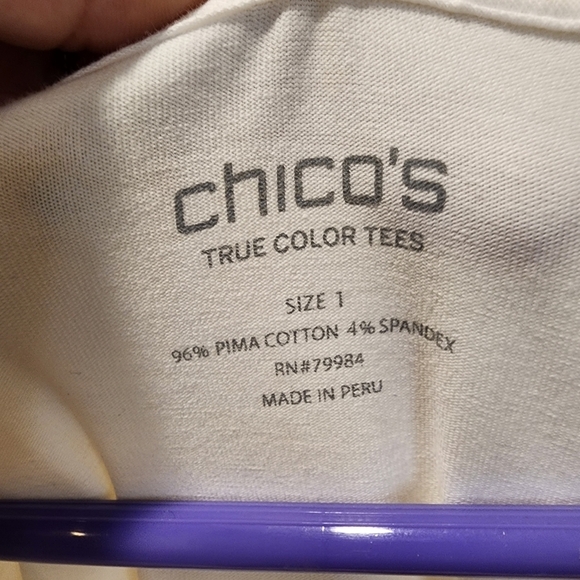 chico's
TRUE COLOR TEES
SIZE 1
96% PIMA COTTON 4% SPANDEX
RN#79984
MADE IN PERU